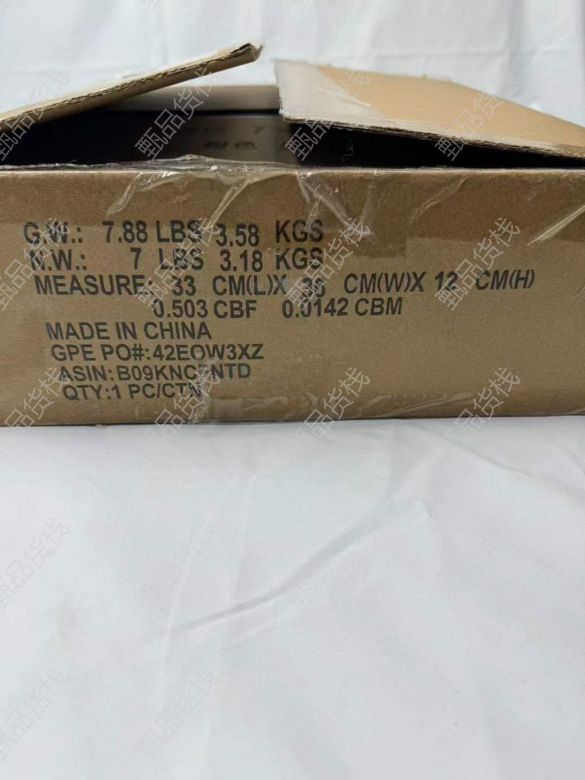 G.W.: 7.88 LBS 3.58 KGS
N.W.: 7 LBS 3.18 KGS
MEASURE: 33 CM(L)X 36 CM(W)X 12 CM(H)
0.503 CBF 0.0142 CBM
MADE IN CHINA
GPE PO#:42EOW3XZ
QTY:1 PC/CTN
甄品货栈